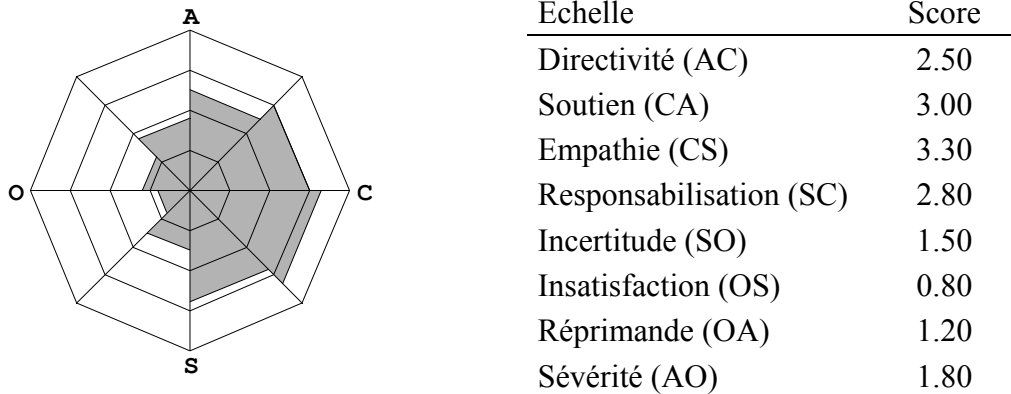 A
O
C
S
Echelle Score
Directivité (AC) 2.50
Soutien (CA) 3.00
Empathie (CS) 3.30
Responsabilisation (SC) 2.80
Incertitude (SO) 1.50
Insatisfaction (OS) 0.80
Réprimande (OA) 1.20
Sévérité (AO) 1.80